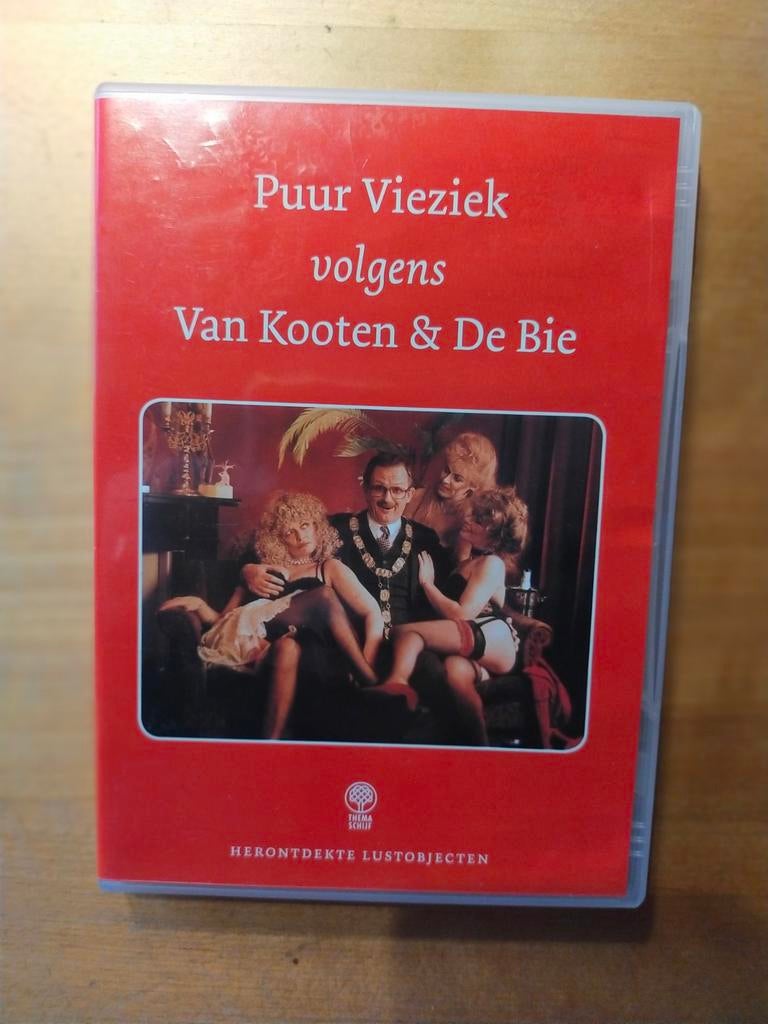 Puur Vieziek
volgens
Van Kooten & De Bie
THEMA
SCHIJF
HERONTDEKTE LUSTOBJECTEN